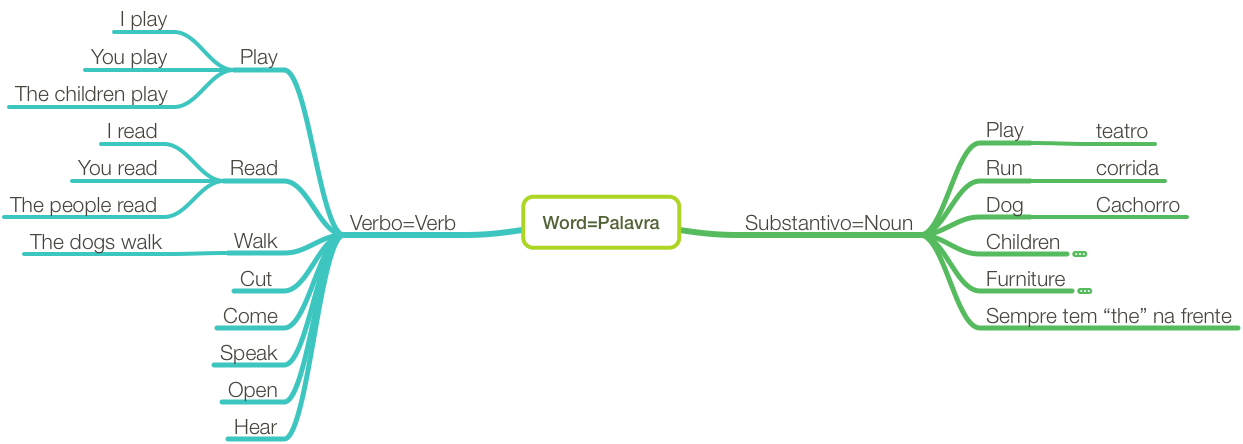 Word=Palavra
Verbo=Verb
Play
I play
You play
The children play
Read
I read
You read
The people read
Walk
The dogs walk
Cut
Come
Speak
Open
Hear
Substantivo=Noun
Play
teatro
Run
corrida
Dog
Cachorro
Children
Furniture
Sempre tem “the” na frente